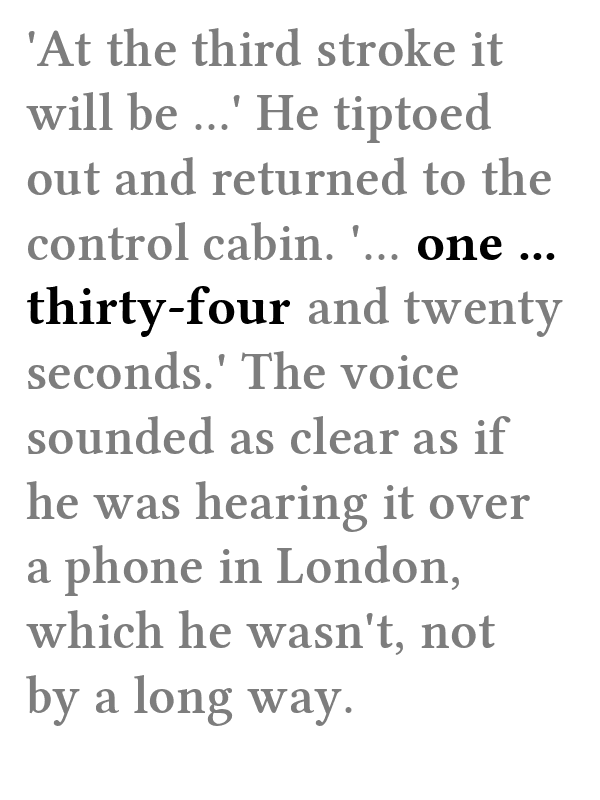 'At the third stroke it
will be ...' He tiptoed
out and returned to the
control cabin. '... one ...
thirty-four and twenty
seconds.' The voice
sounded as clear as if
he was hearing it over
a phone in London,
which he wasn't, not
by a long way.